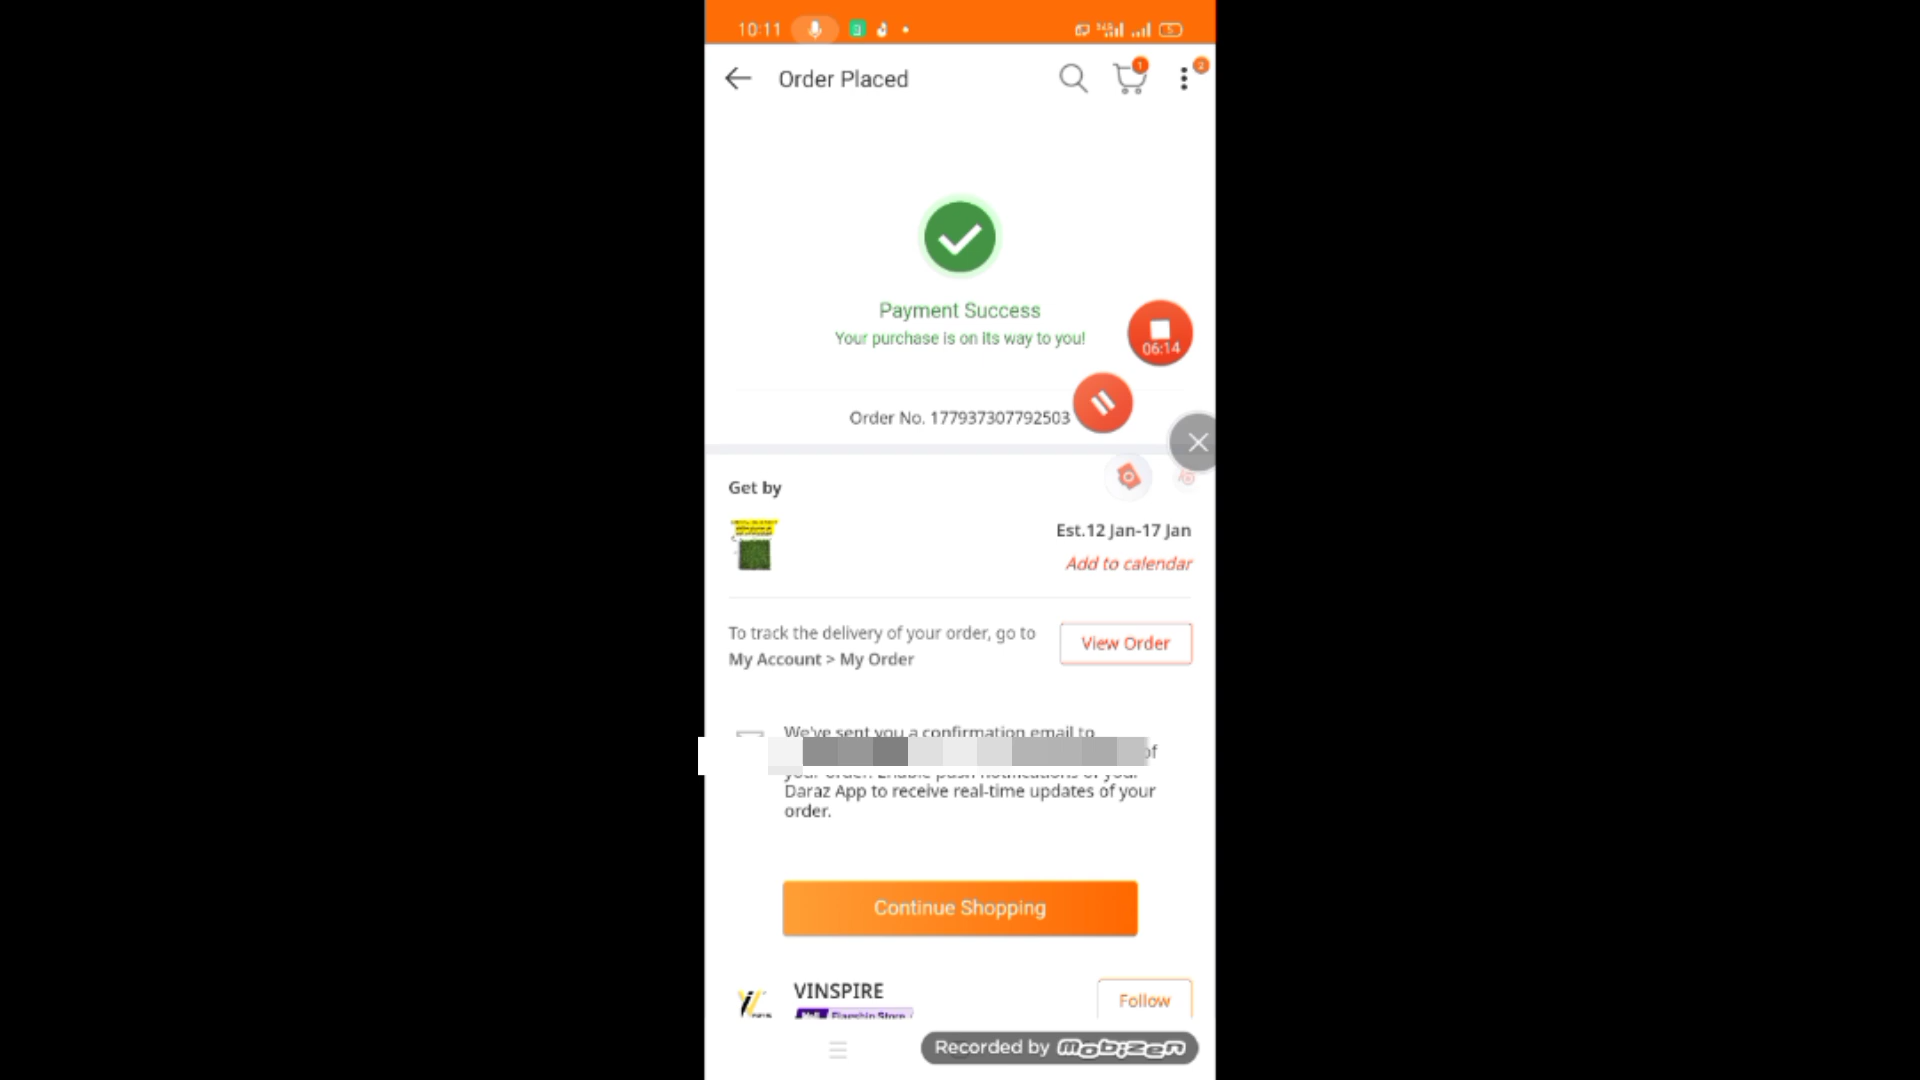 10:11
5
Order Placed
1
2
Payment Success
Your purchase is on its way to you!
06:14
Order No. 177937307792503
Get by
Est.12 Jan-17 Jan
Add to calendar
To track the delivery of your order, go to
My Account > My Order
View Order
We've sent you a confirmation email to
of
your order. Enable push notifications of your
Daraz App to receive real-time updates of your
order.
Continue Shopping
VINSPIRE
Follow
Mall Flagship Store
Recorded by mobizen